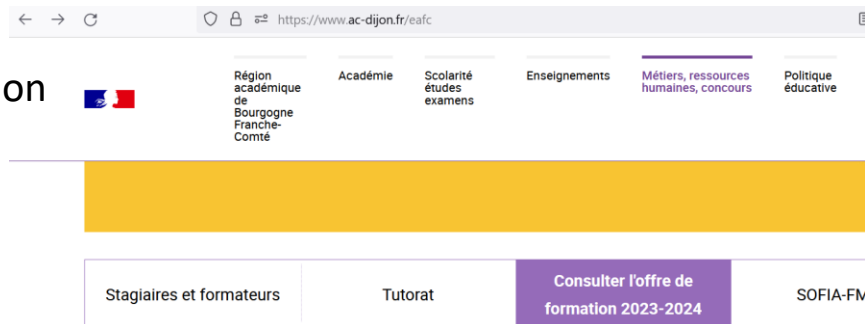 https://www.ac-dijon.fr/eafc
on
Région
académique
de
Bourgogne
Franche-
Comté
Académie
Scolarité
études
examens
Enseignements
Métiers, ressources
humaines, concours
Politique
éducative
Stagiaires et formateurs
Tutorat
Consulter l'offre de
formation 2023-2024
SOFIA-FM